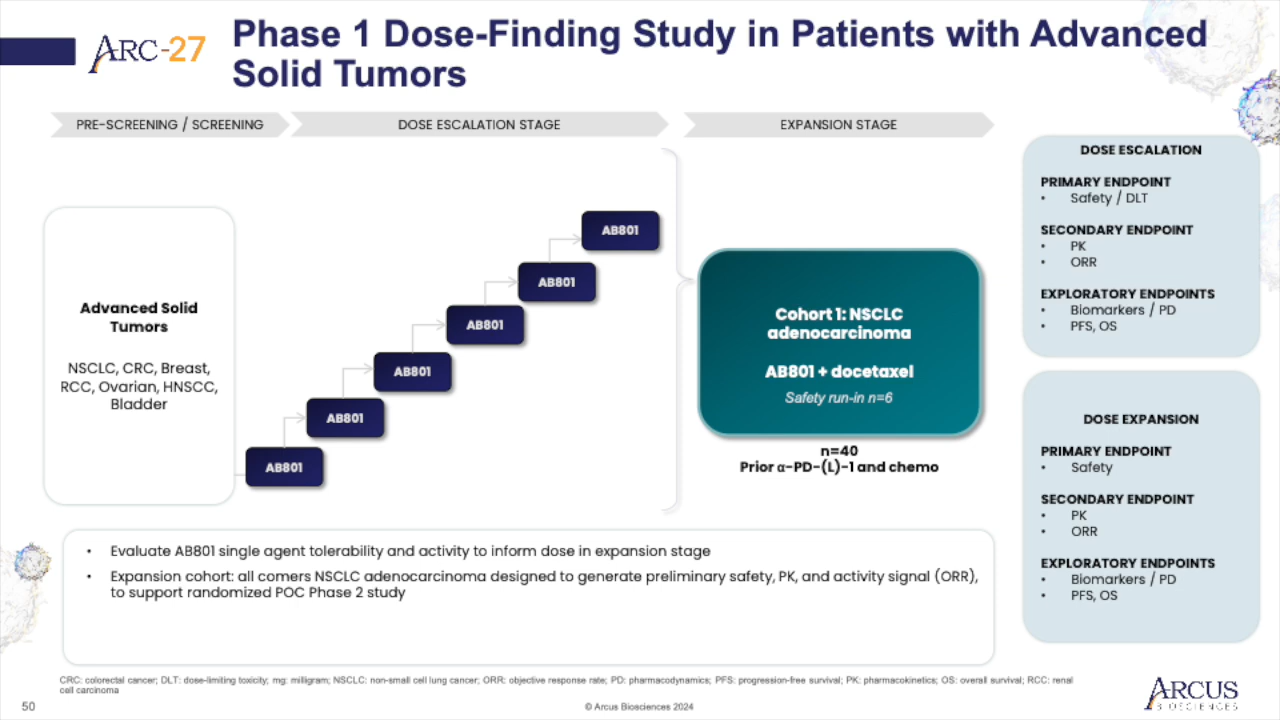 ARC-27
Phase 1 Dose-Finding Study in Patients with Advanced
Solid Tumors
PRE-SCREENING / SCREENING
DOSE ESCALATION STAGE
EXPANSION STAGE
Advanced Solid
Tumors
NSCLC, CRC, Breast,
RCC, Ovarian, HNSCC,
Bladder
AB801
AB801
AB801
AB801
AB801
AB801
Cohort 1: NSCLC
adenocarcinoma
AB801 + docetaxel
Safety run-in n=6
n=40
Prior α-PD-(L)-1 and chemo
DOSE ESCALATION
PRIMARY ENDPOINT
• Safety / DLT
SECONDARY ENDPOINT
• PK
• ORR
EXPLORATORY ENDPOINTS
• Biomarkers / PD
• PFS, OS
DOSE EXPANSION
PRIMARY ENDPOINT
• Safety
SECONDARY ENDPOINT
• PK
• ORR
EXPLORATORY ENDPOINTS
• Biomarkers / PD
• PFS, OS
• Evaluate AB801 single agent tolerability and activity to inform dose in expansion stage
• Expansion cohort: all comers NSCLC adenocarcinoma designed to generate preliminary safety, PK, and activity signal (ORR),
to support randomized POC Phase 2 study
CRC: colorectal cancer; DLT: dose-limiting toxicity; mg: milligram; NSCLC: non-small cell lung cancer; ORR: objective response rate; PD: pharmacodynamics; PFS: progression-free survival; PK: pharmacokinetics; OS: overall survival; RCC: renal
cell carcinoma
50
© Arcus Biosciences 2024
ARCUS
BIOSCIENCES